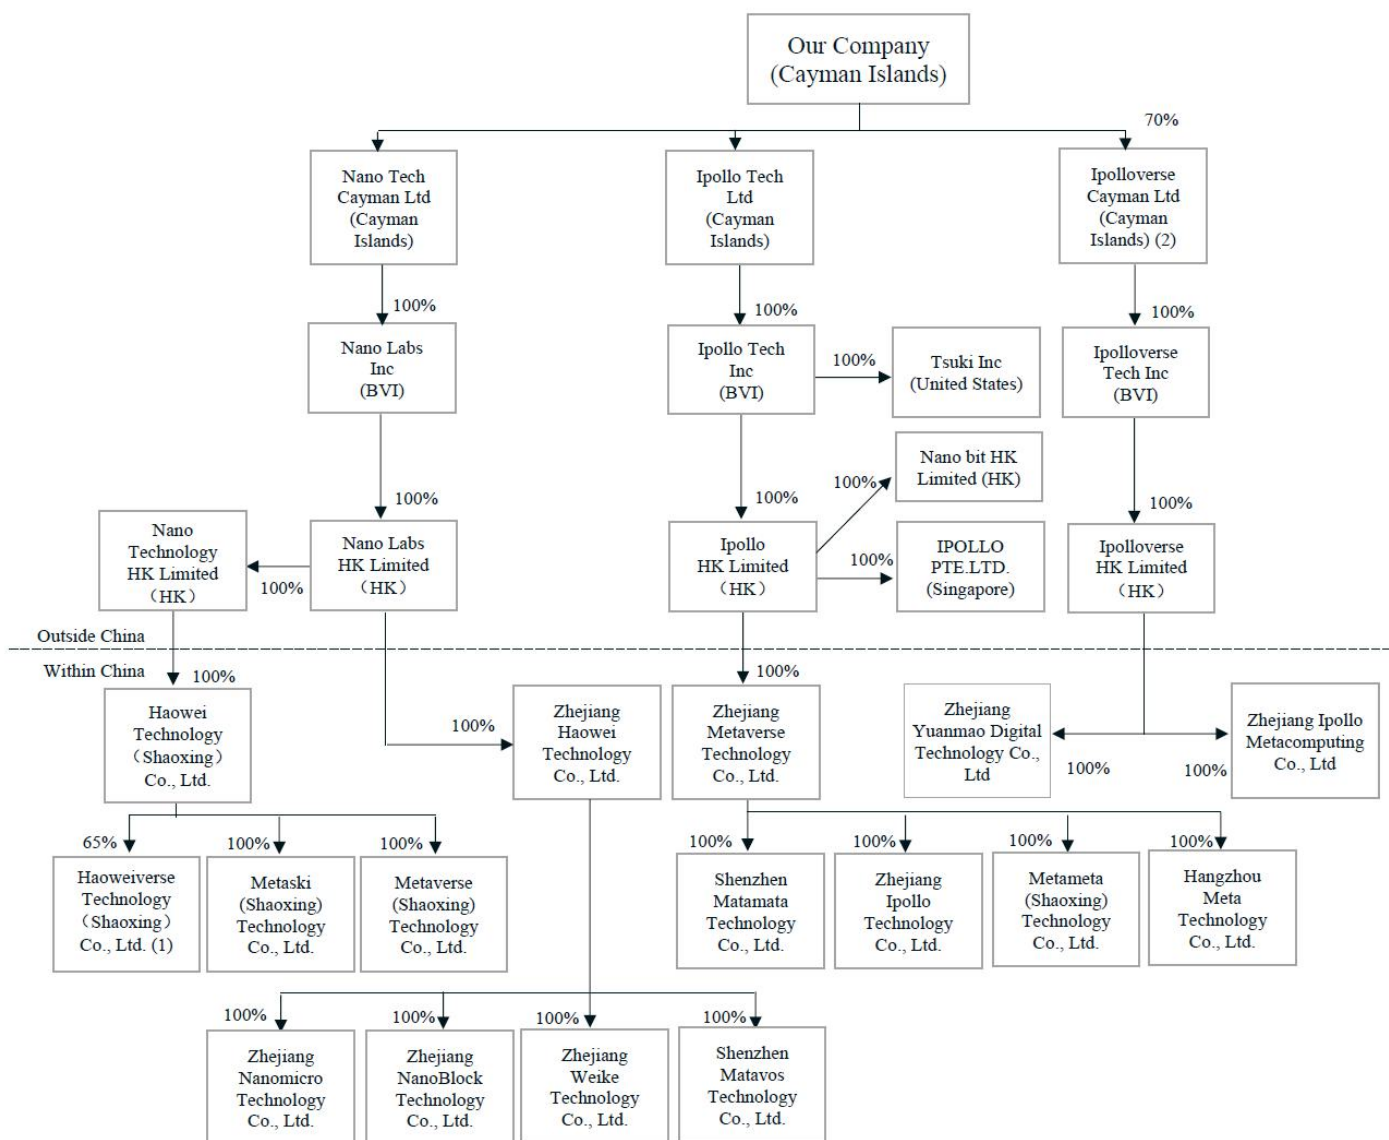 Our Company
(Cayman Islands)
70%
Nano Tech
Cayman Ltd
(Cayman
Islands)
Ipollo Tech
Ltd
(Cayman
Islands)
Ipolloverse
Cayman Ltd
(Cayman
Islands) (2)
100%
100%
100%
Nano Labs
Inc
(BVI)
Ipollo Tech
Inc
(BVI)
100%
Tsuki Inc
(United States)
Ipolloverse
Tech Inc
(BVI)
Nano bit HK
Limited (HK)
100%
100%
100%
100%
Nano
Technology
HK Limited
（HK）
100%
Nano Labs
HK Limited
（HK）
Ipollo
HK Limited
（HK）
100%
IPOLLO
PTE.LTD.
(Singapore)
Ipolloverse
HK Limited
（HK）
Outside China
Within China
100%
100%
Haowei
Technology
（Shaoxing）
Co., Ltd.
100%
Zhejiang
Haowei
Technology
Co., Ltd.
Zhejiang
Metaverse
Technology
Co., Ltd.
Zhejiang
Yuanmao Digital
Technology Co.,
Ltd
100%
100%
Zhejiang Ipollo
Metacomputing
Co., Ltd
65%
100%
100%
100%
100%
100%
100%
Haoweiverse
Technology
（Shaoxing）
Co., Ltd. (1)
Metaski
(Shaoxing)
Technology
Co., Ltd.
Metaverse
(Shaoxing)
Technology
Co., Ltd.
Shenzhen
Matamata
Technology
Co., Ltd.
Zhejiang
Ipollo
Technology
Co., Ltd.
Metameta
(Shaoxing)
Technology
Co., Ltd.
Hangzhou
Meta
Technology
Co., Ltd.
100%
100%
100%
100%
Zhejiang
Nanomicro
Technology
Co., Ltd.
Zhejiang
NanoBlock
Technology
Co., Ltd.
Zhejiang
Weike
Technology
Co., Ltd.
Shenzhen
Matavos
Technology
Co., Ltd.